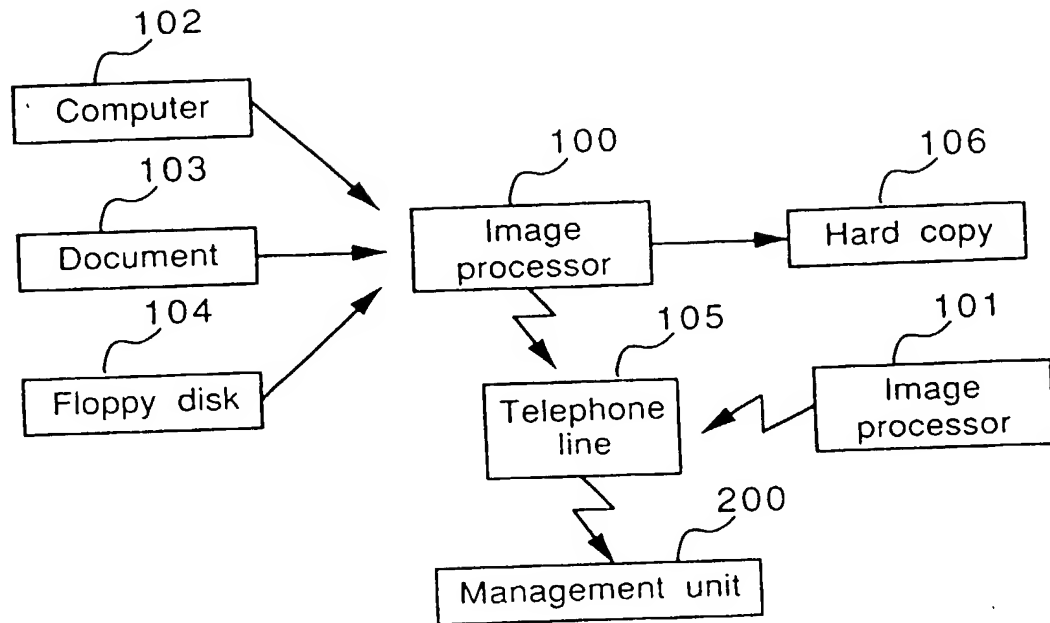 102
Computer
103
Document
104
Floppy disk
100
Image
processor
106
Hard copy
105
Telephone
line
101
Image
processor
200
Management unit